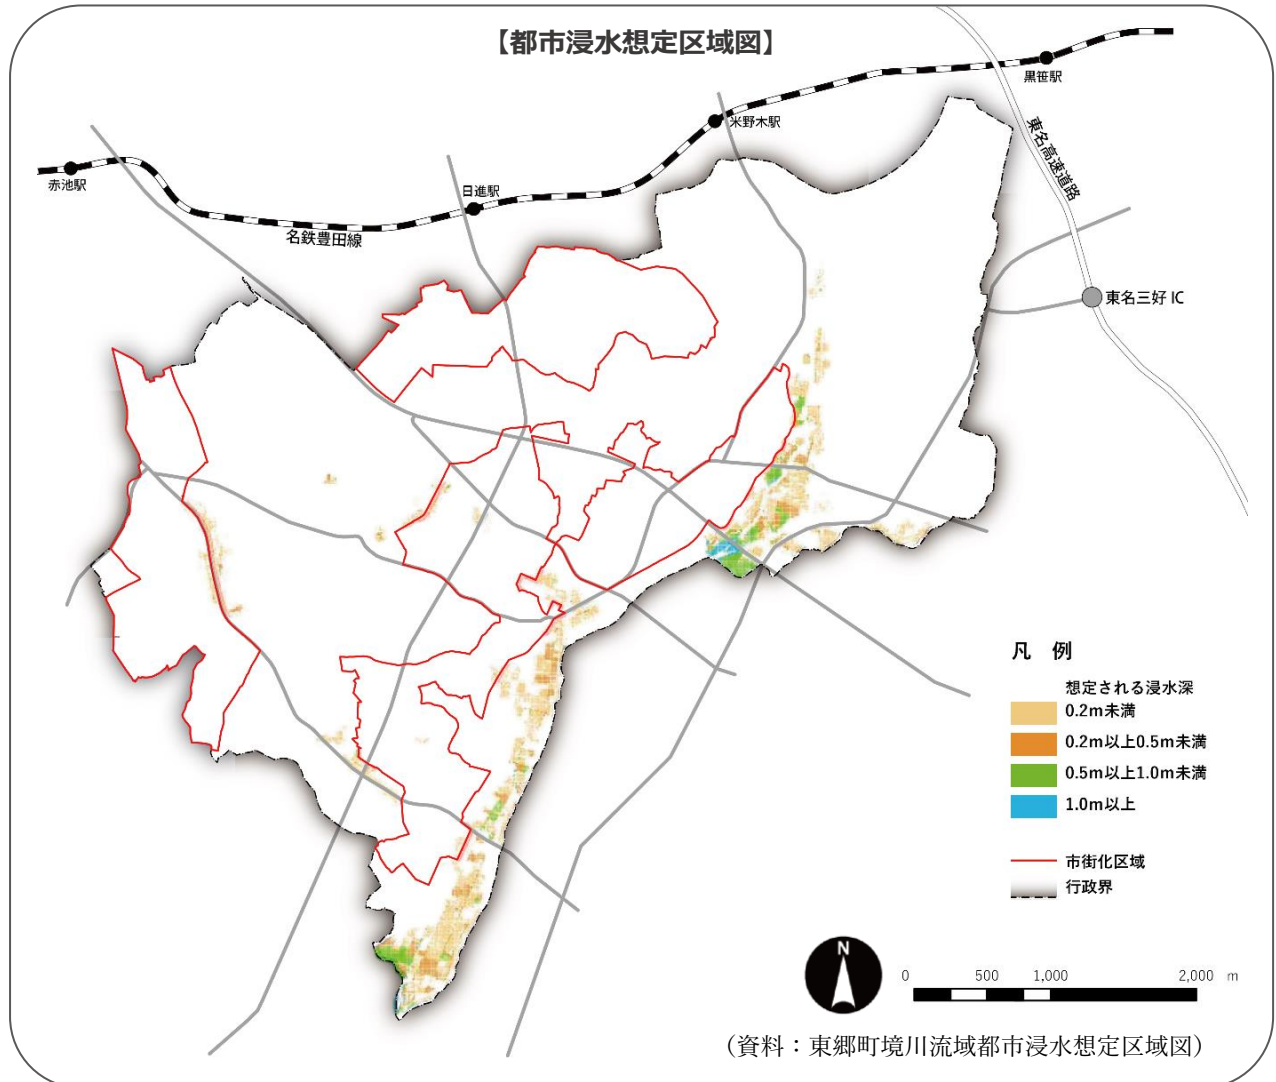 【都市浸水想定区域図】
黒笹駅
米野木駅
東名高速道路
赤池駅
日進駅
名鉄豊田線
東名三好 IC
凡 例
想定される浸水深
0.2m未満
0.2m以上0.5m未満
0.5m以上1.0m未満
1.0m以上
市街化区域
行政界
N
0 500 1,000 2,000 m
（資料：東郷町境川流域都市浸水想定区域図）